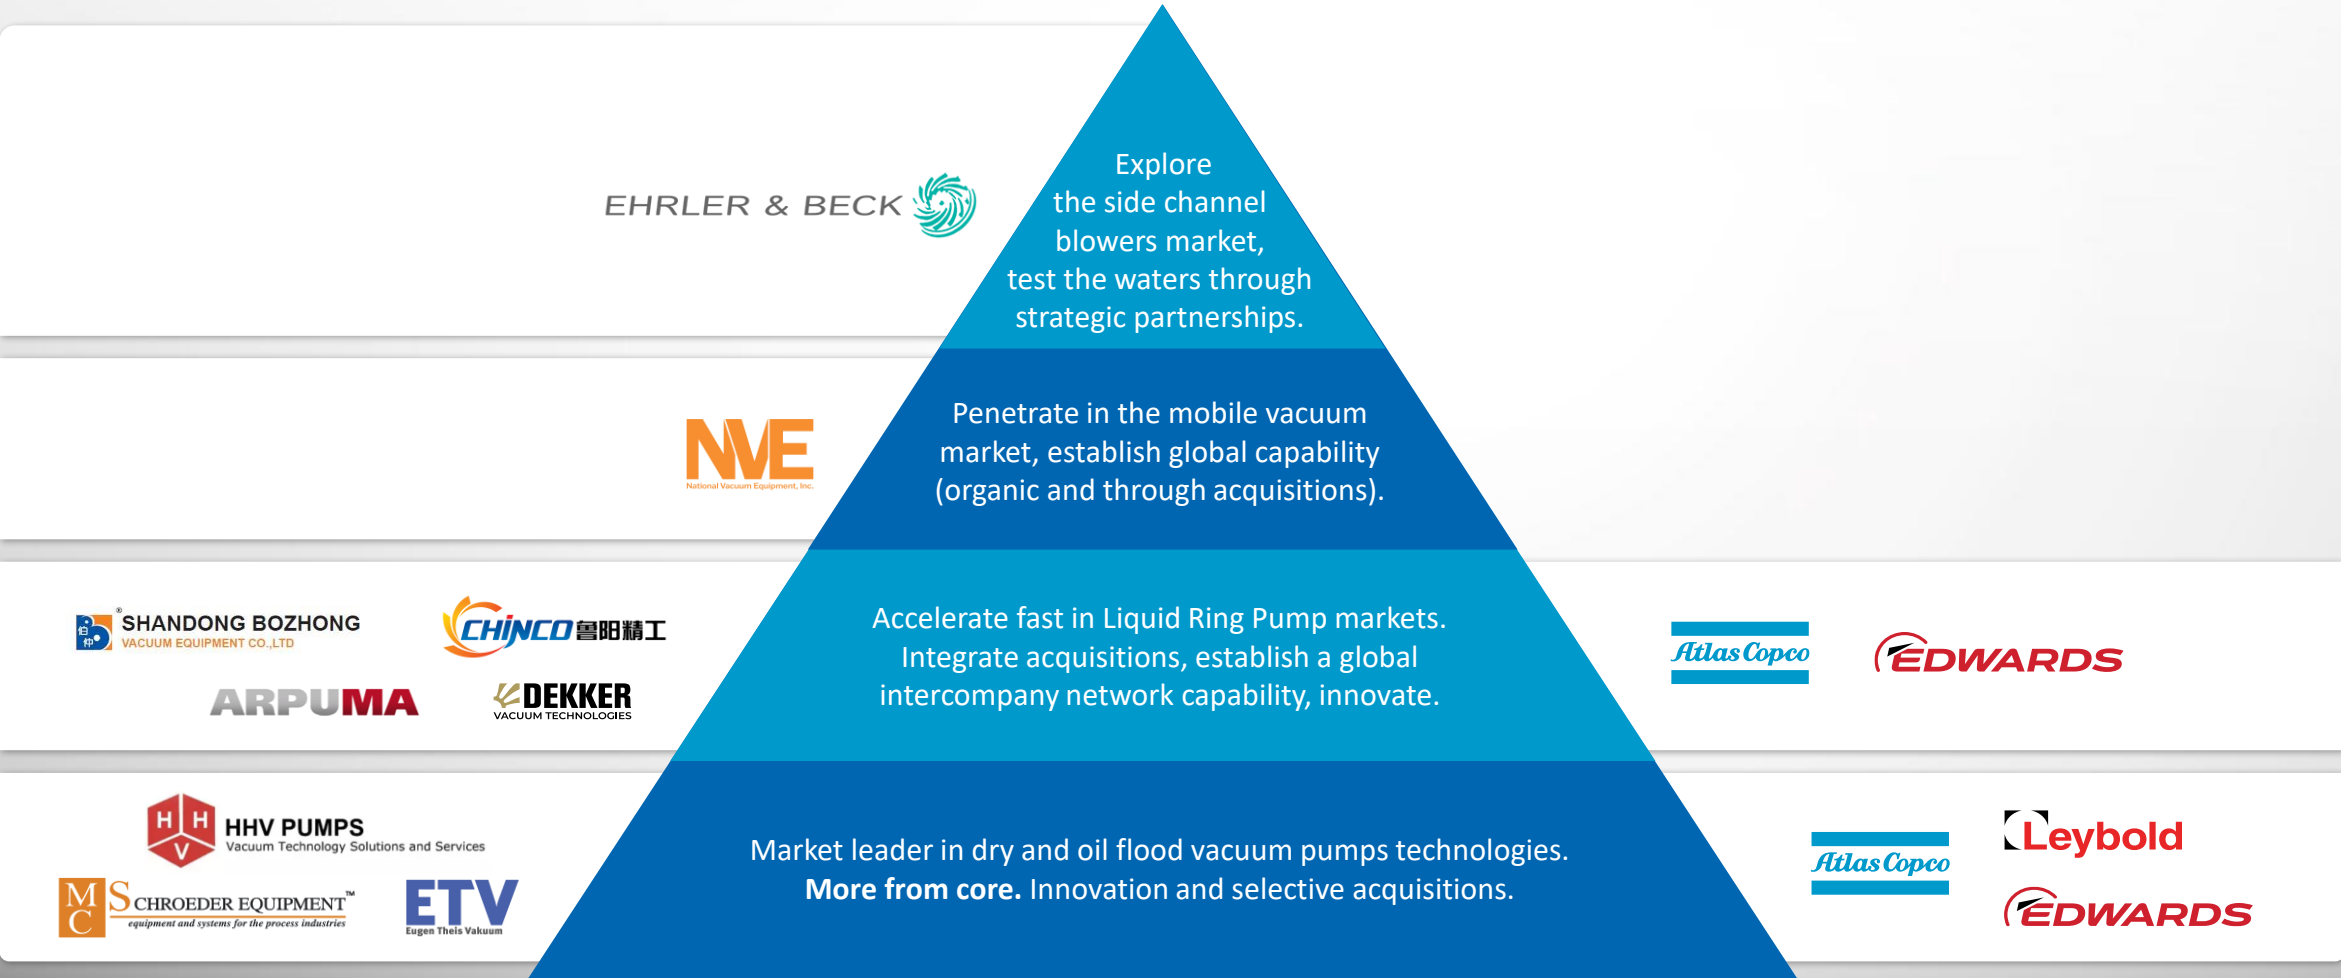 Explore
the side channel
blowers market,
test the waters through
strategic partnerships.
EHRLER & BECK
Penetrate in the mobile vacuum
market, establish global capability
(organic and through acquisitions).
NVE
National Vacuum Equipment, Inc.
Accelerate fast in Liquid Ring Pump markets.
Integrate acquisitions, establish a global
intercompany network capability, innovate.
伯仲
® SHANDONG BOZHONG
VACUUM EQUIPMENT CO.,LTD
CHINCO 鲁阳精工
ARPUMA
DEKKER
VACUUM TECHNOLOGIES
Atlas Copco
EDWARDS
Market leader in dry and oil flood vacuum pumps technologies.
More from core. Innovation and selective acquisitions.
HHV
HHV PUMPS
Vacuum Technology Solutions and Services
MC SCHROEDER EQUIPMENT™
equipment and systems for the process industries
ETV
Eugen Theis Vakuum
Atlas Copco
Leybold
EDWARDS